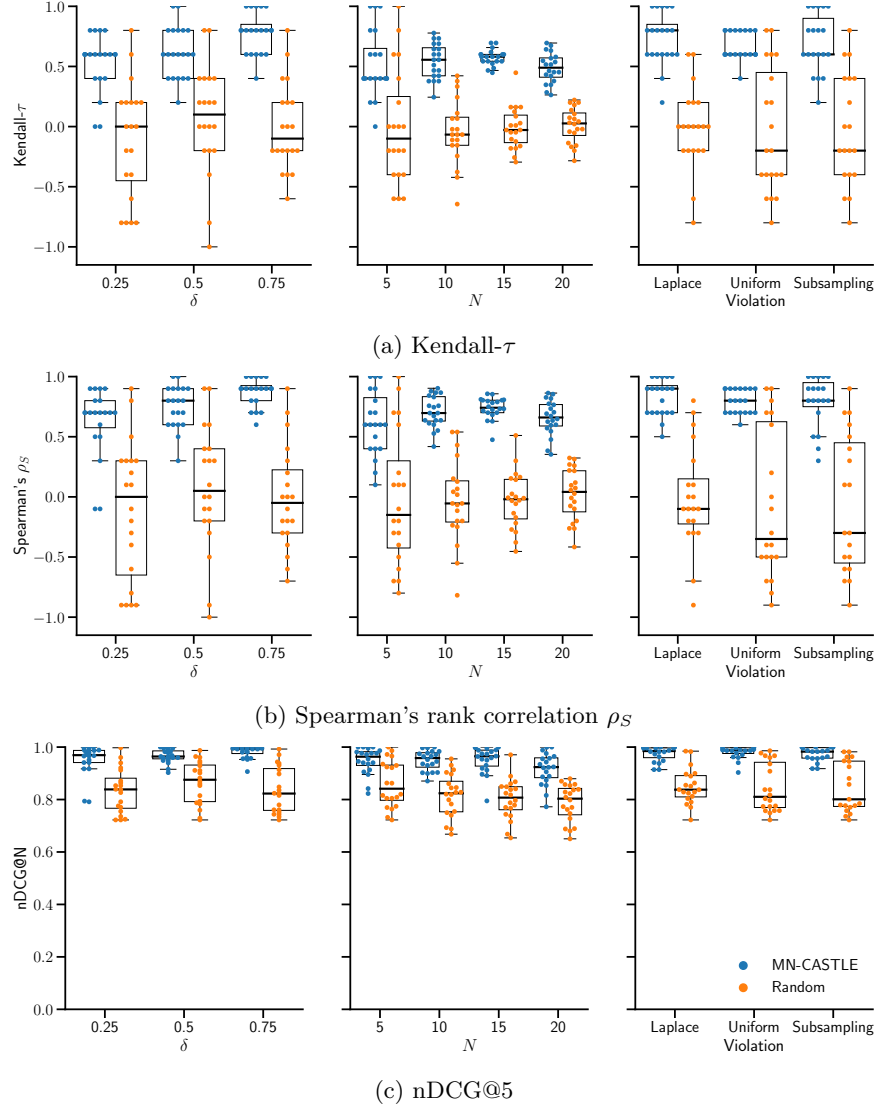 1.0
0.5
0.0
−0.5
−1.0
Kendall-τ
0.25 0.5 0.75
δ
5 10 15 20
N
Laplace Uniform Subsampling
Violation
(a) Kendall-τ
1.0
0.5
0.0
−0.5
−1.0
Spearman's ρS
0.25 0.5 0.75
δ
5 10 15 20
N
Laplace Uniform Subsampling
Violation
(b) Spearman's rank correlation ρS
1.0
0.8
0.6
0.4
0.2
0.0
nDCG@N
MN-CASTLE
Random
0.25 0.5 0.75
δ
5 10 15 20
N
Laplace Uniform Subsampling
Violation
(c) nDCG@5